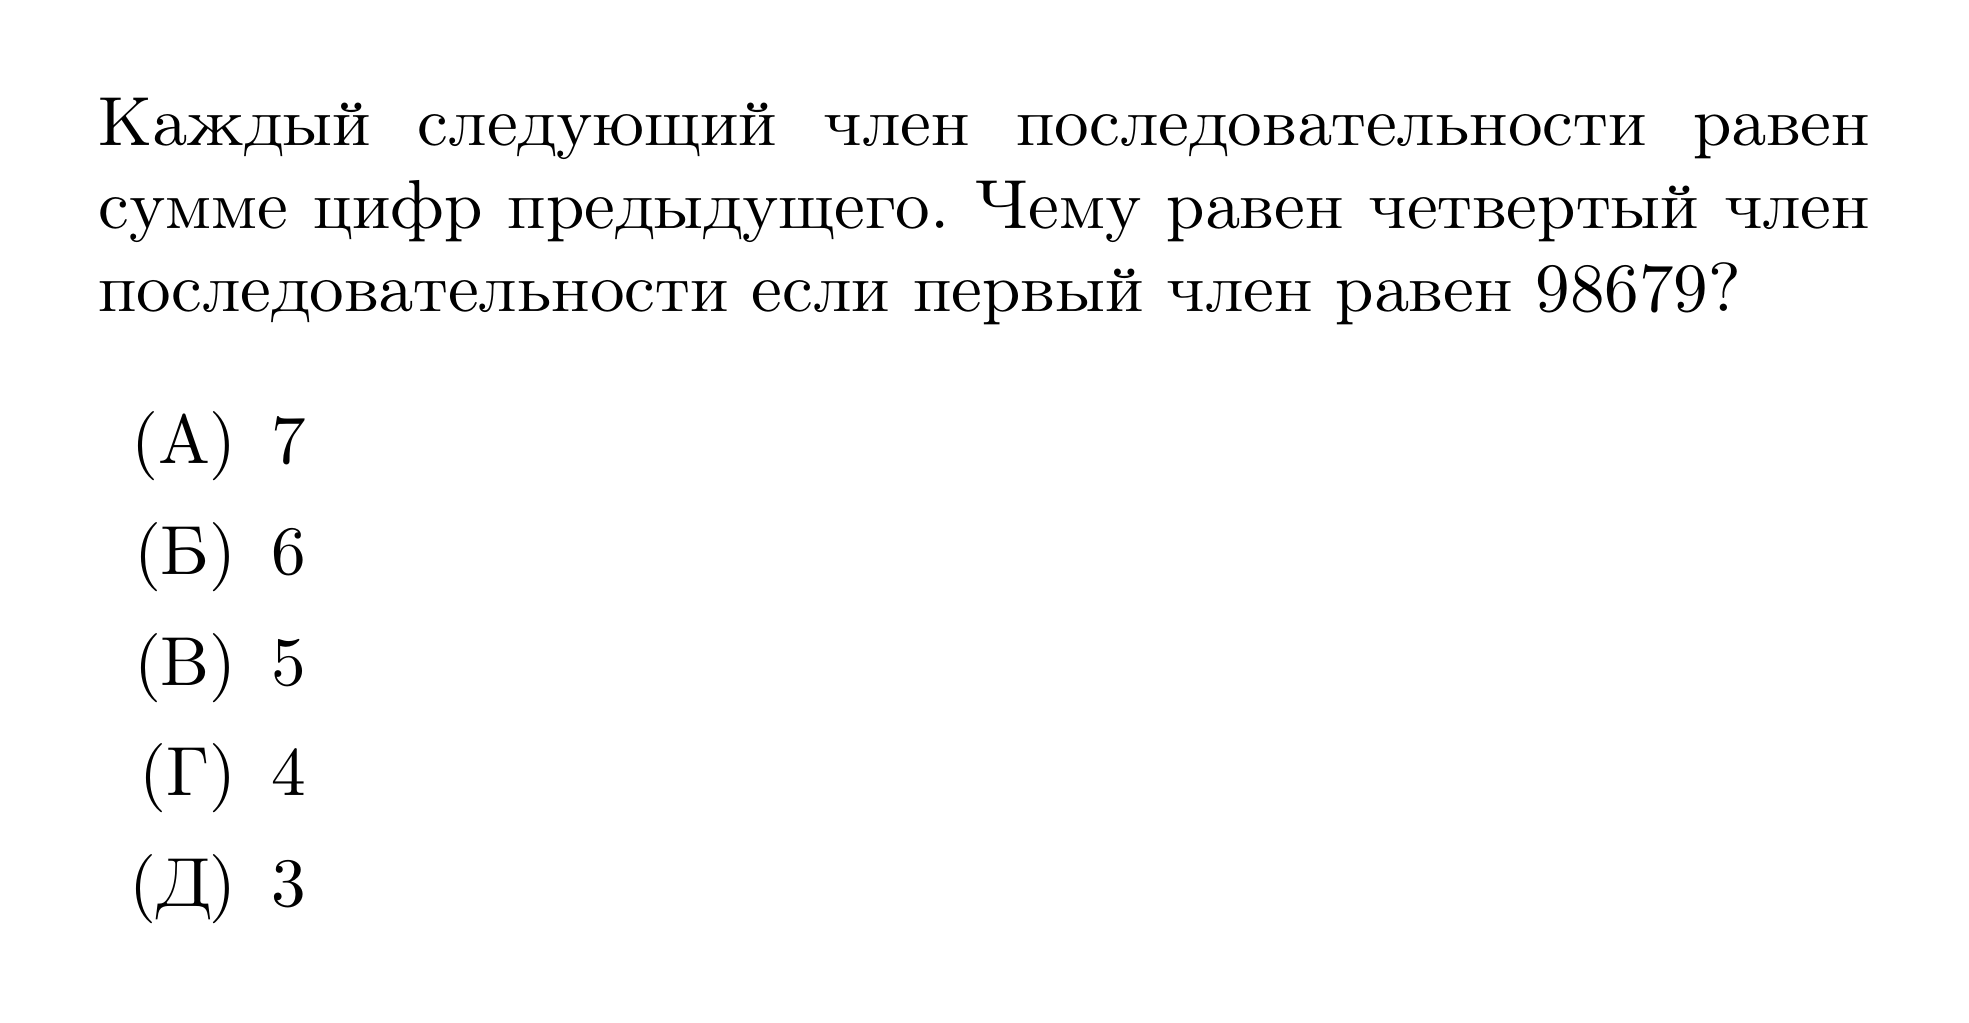 Каждый следующий член последовательности равен
сумме цифр предыдущего. Чему равен четвертый член
последовательности если первый член равен 98679?
(А) 7
(Б) 6
(В) 5
(Г) 4
(Д) 3